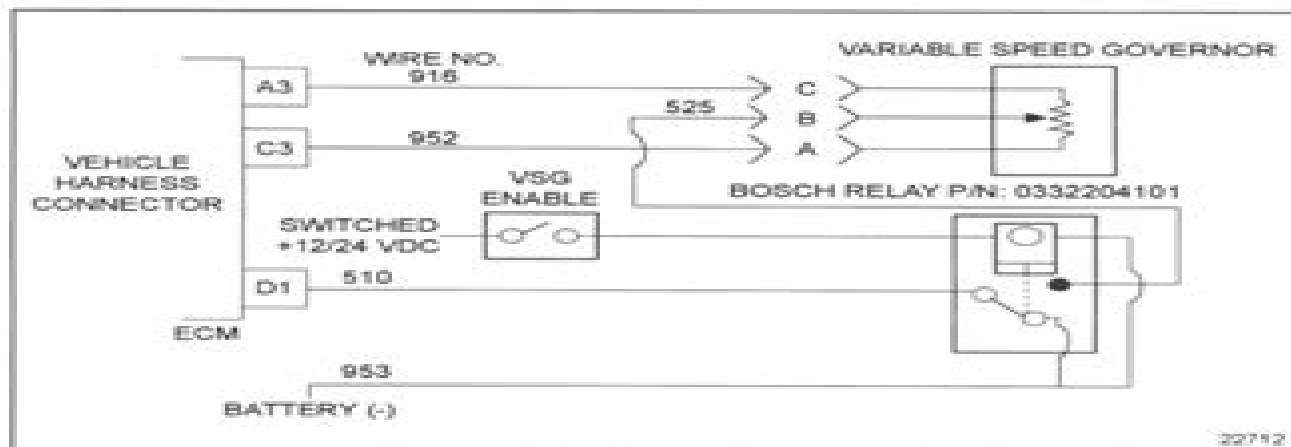 VARIABLE SPEED GOVERNOR
WIRE NO.
A3
916
C
525
B
C3
952
A
VEHICLE
HARNESS
CONNECTOR
VSG
ENABLE
BOSCH RELAY P/N: 0332204101
SWITCHED
+12/24 VDC
D1
510
ECM
953
BATTERY (-)
22712